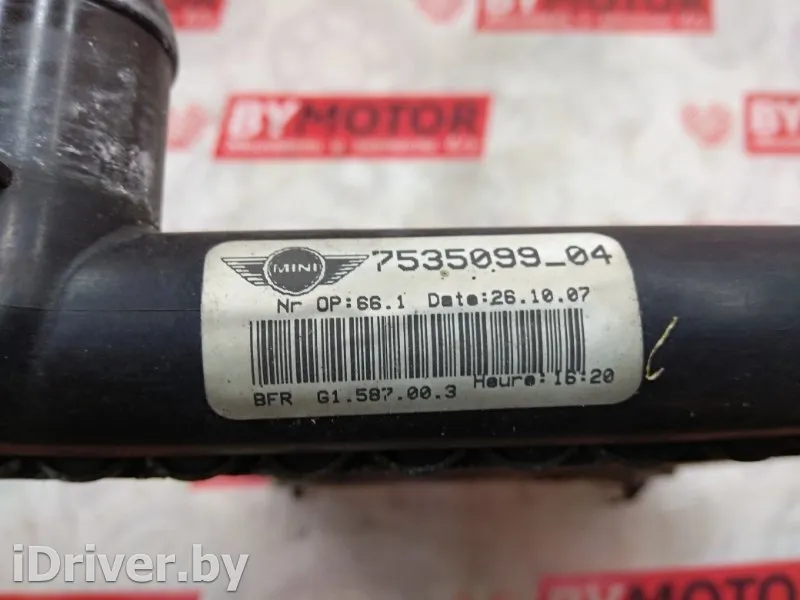 BYMOTOR
MINI
7535099_04
Nr OP:66.1 Date:26.10.07
BFR G1.587.00.3 Heure:16:20
BYMOTOR
BYMOTOR
iDriver.by